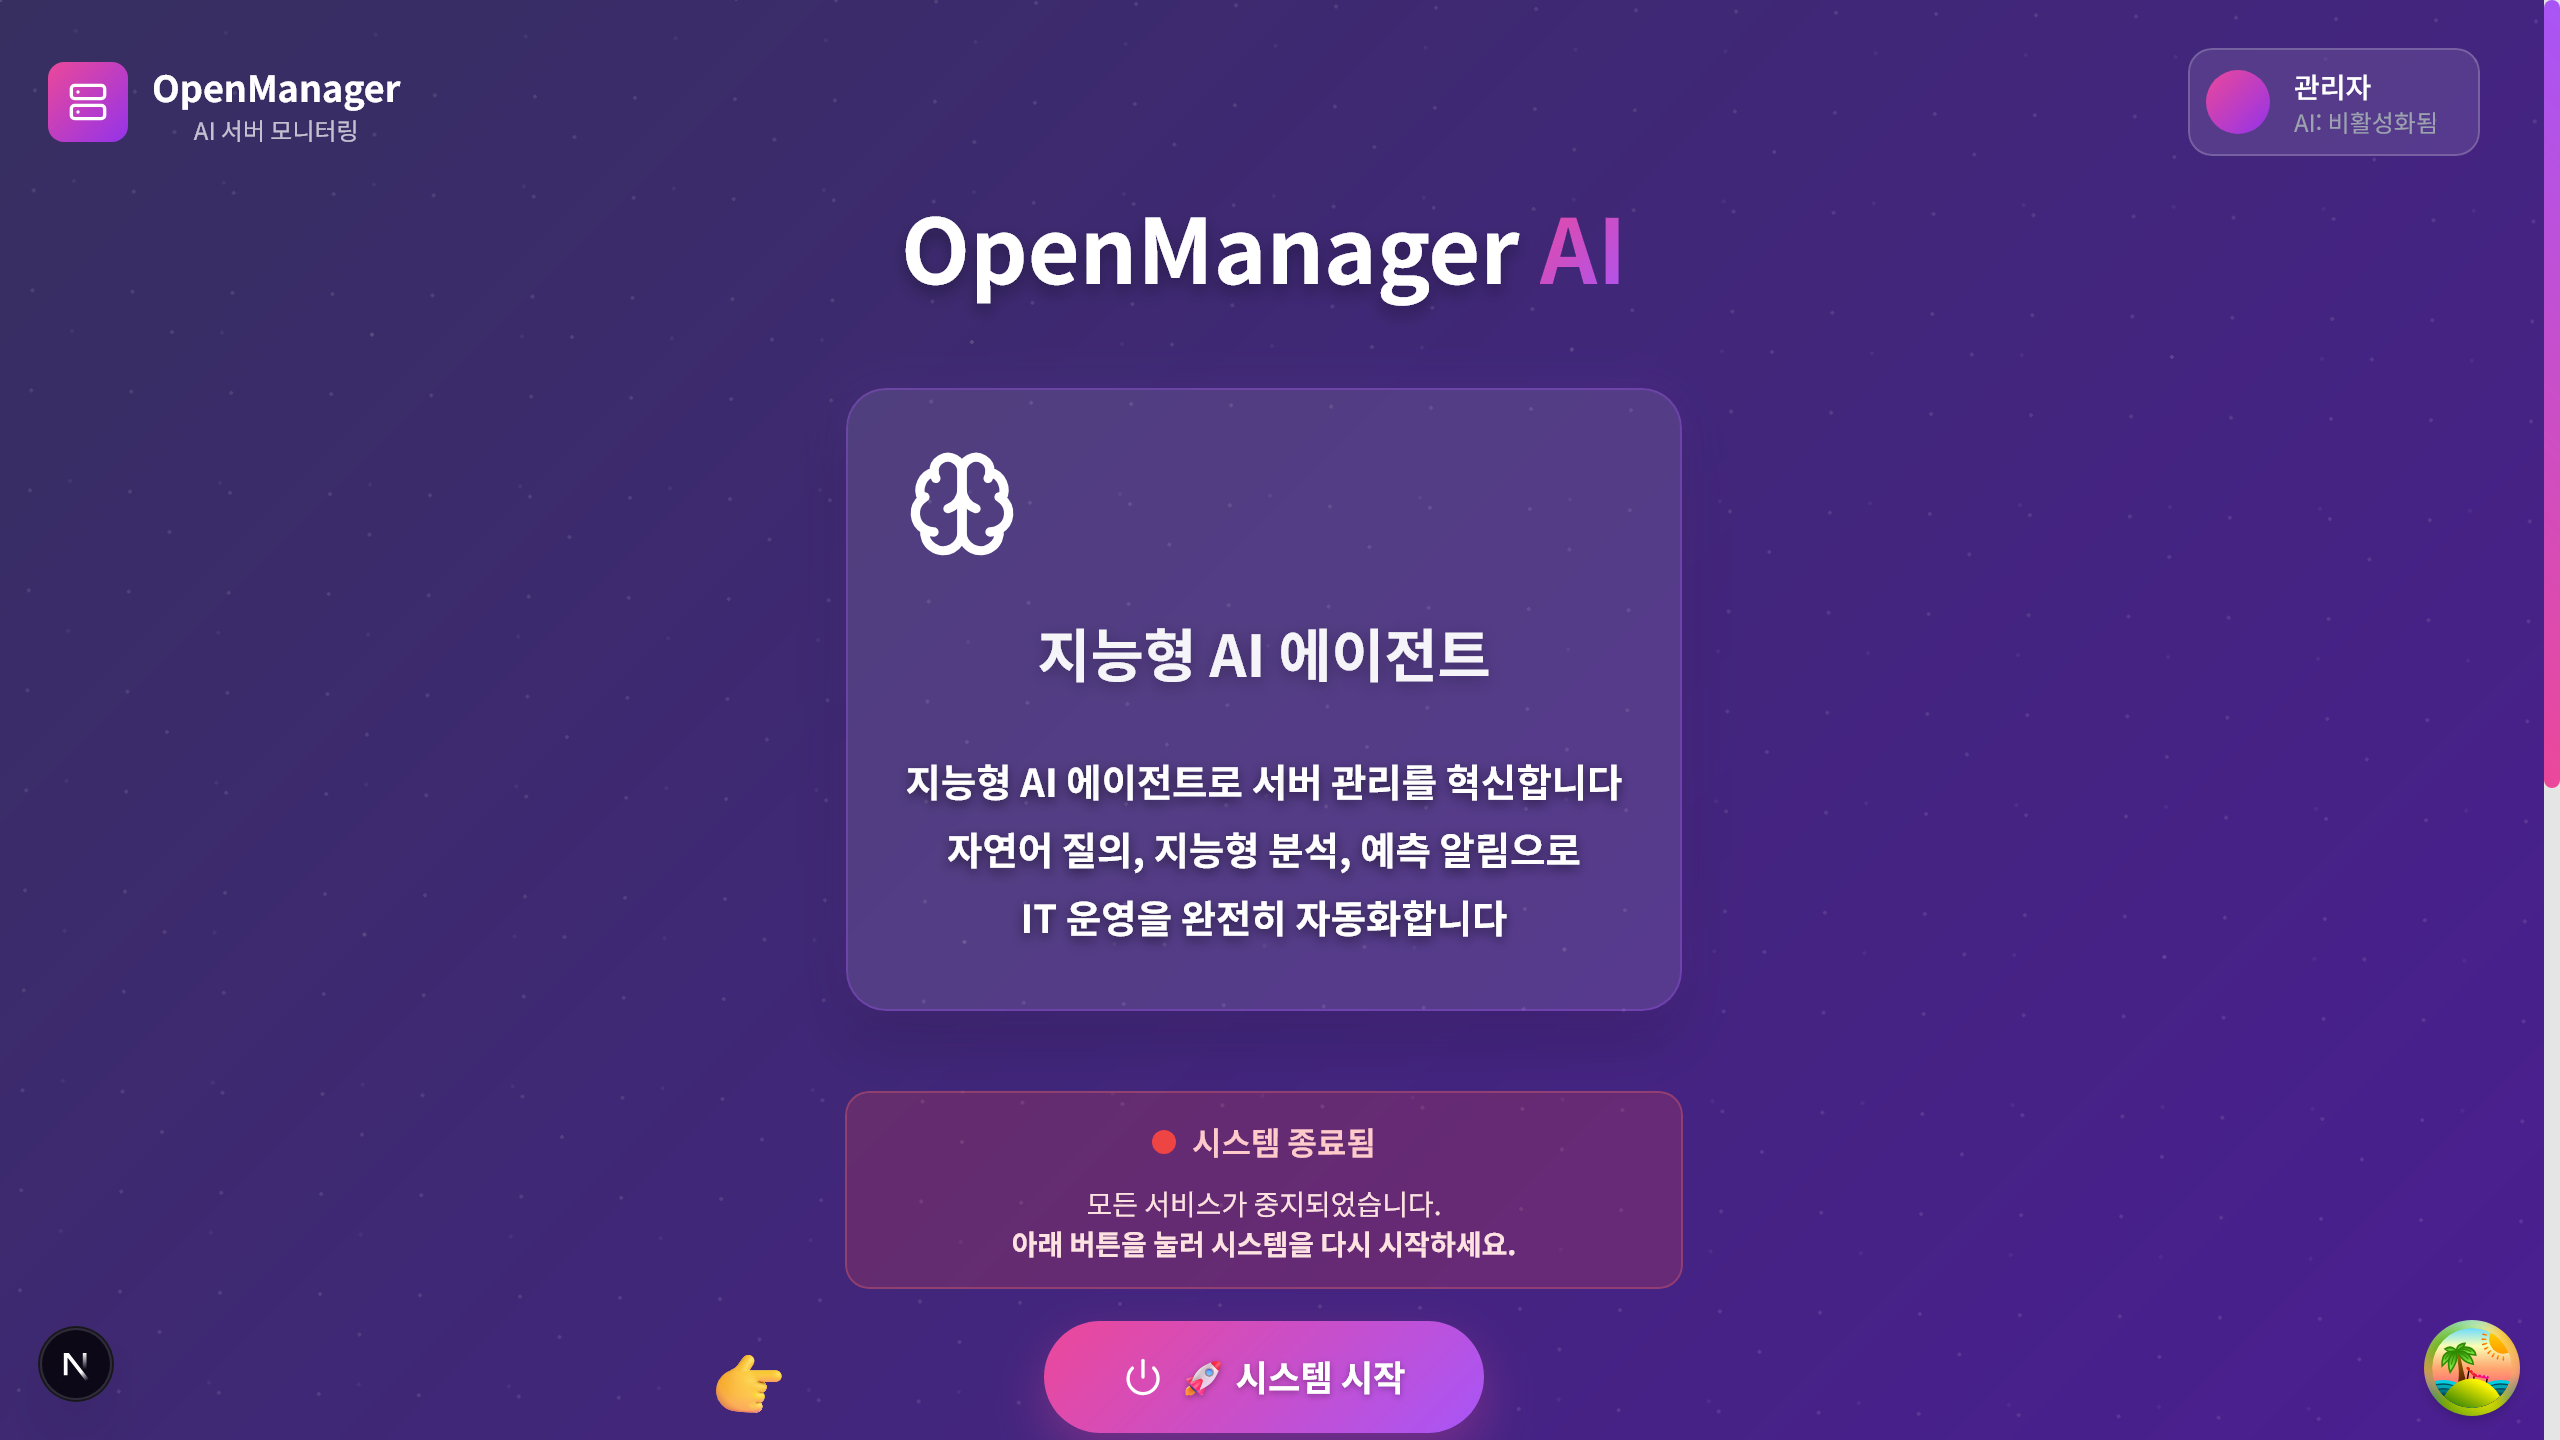 OpenManager
AI 서버 모니터링
관리자
AI: 비활성화됨
OpenManager AI
지능형 AI 에이전트
지능형 AI 에이전트로 서버 관리를 혁신합니다
자연어 질의, 지능형 분석, 예측 알림으로
IT 운영을 완전히 자동화합니다
시스템 종료됨
모든 서비스가 중지되었습니다.
아래 버튼을 눌러 시스템을 다시 시작하세요.
🚀 시스템 시작
N